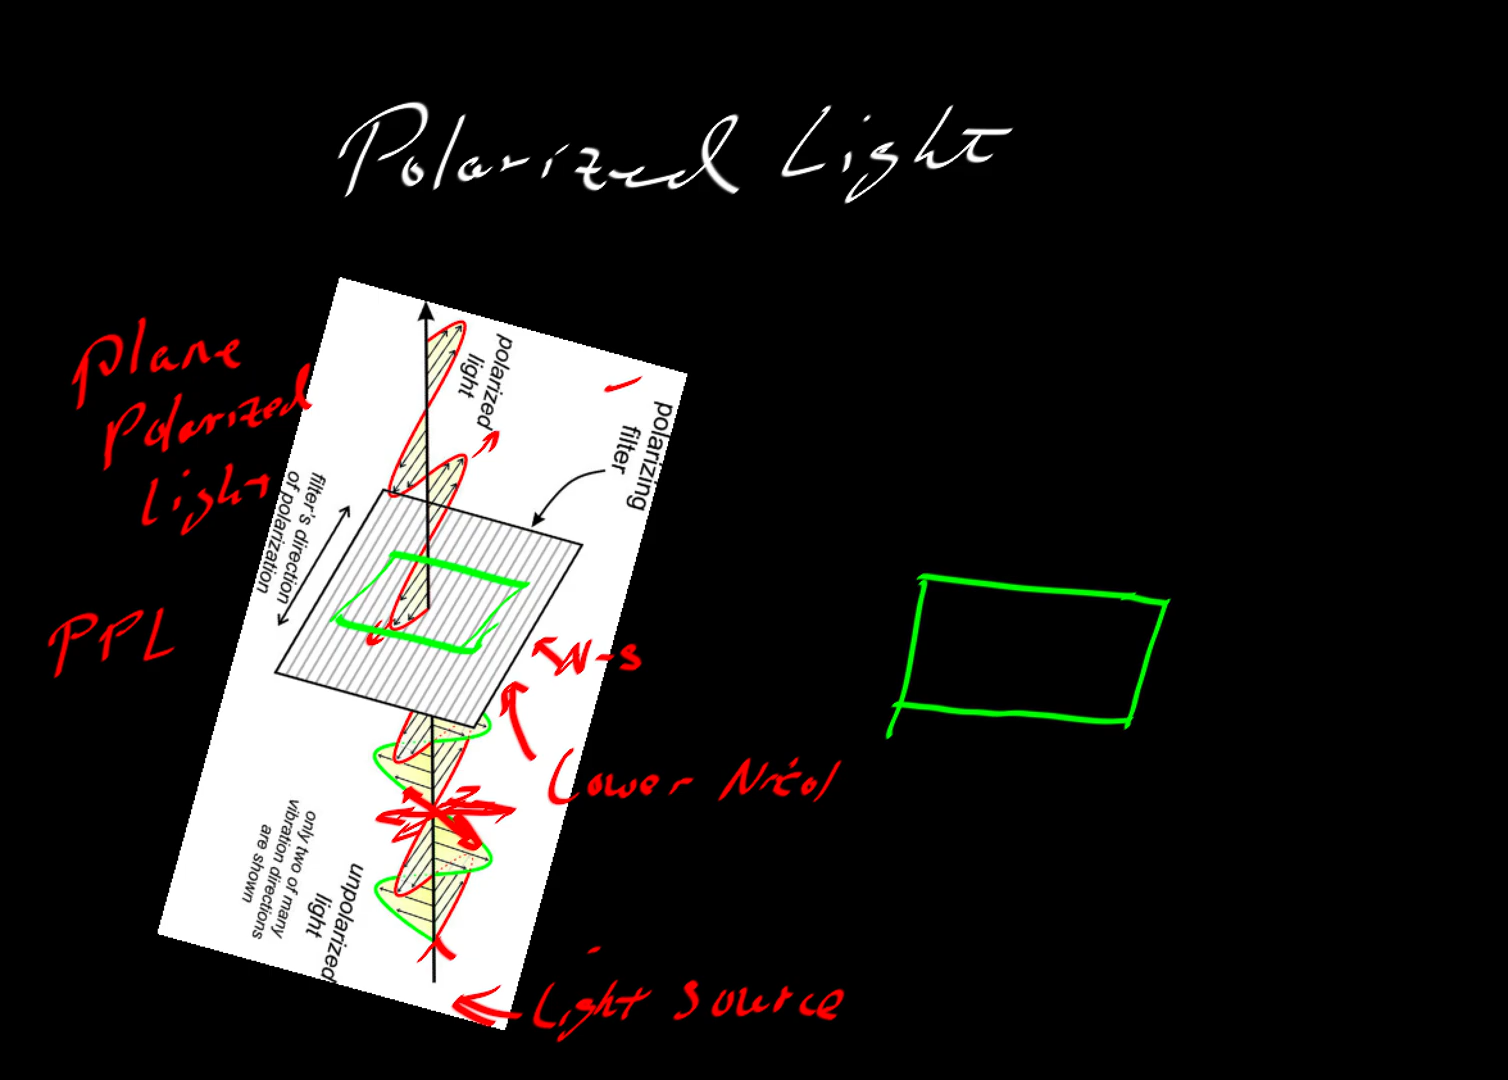 Polarized Light
Plane
Polarized
Light
PPL
polarized
light
polarizing
filter
filter's direction
of polarization
N-S
Lower Nicol
only two of many
vibration directions
are shown
unpolarized
light
Light Source